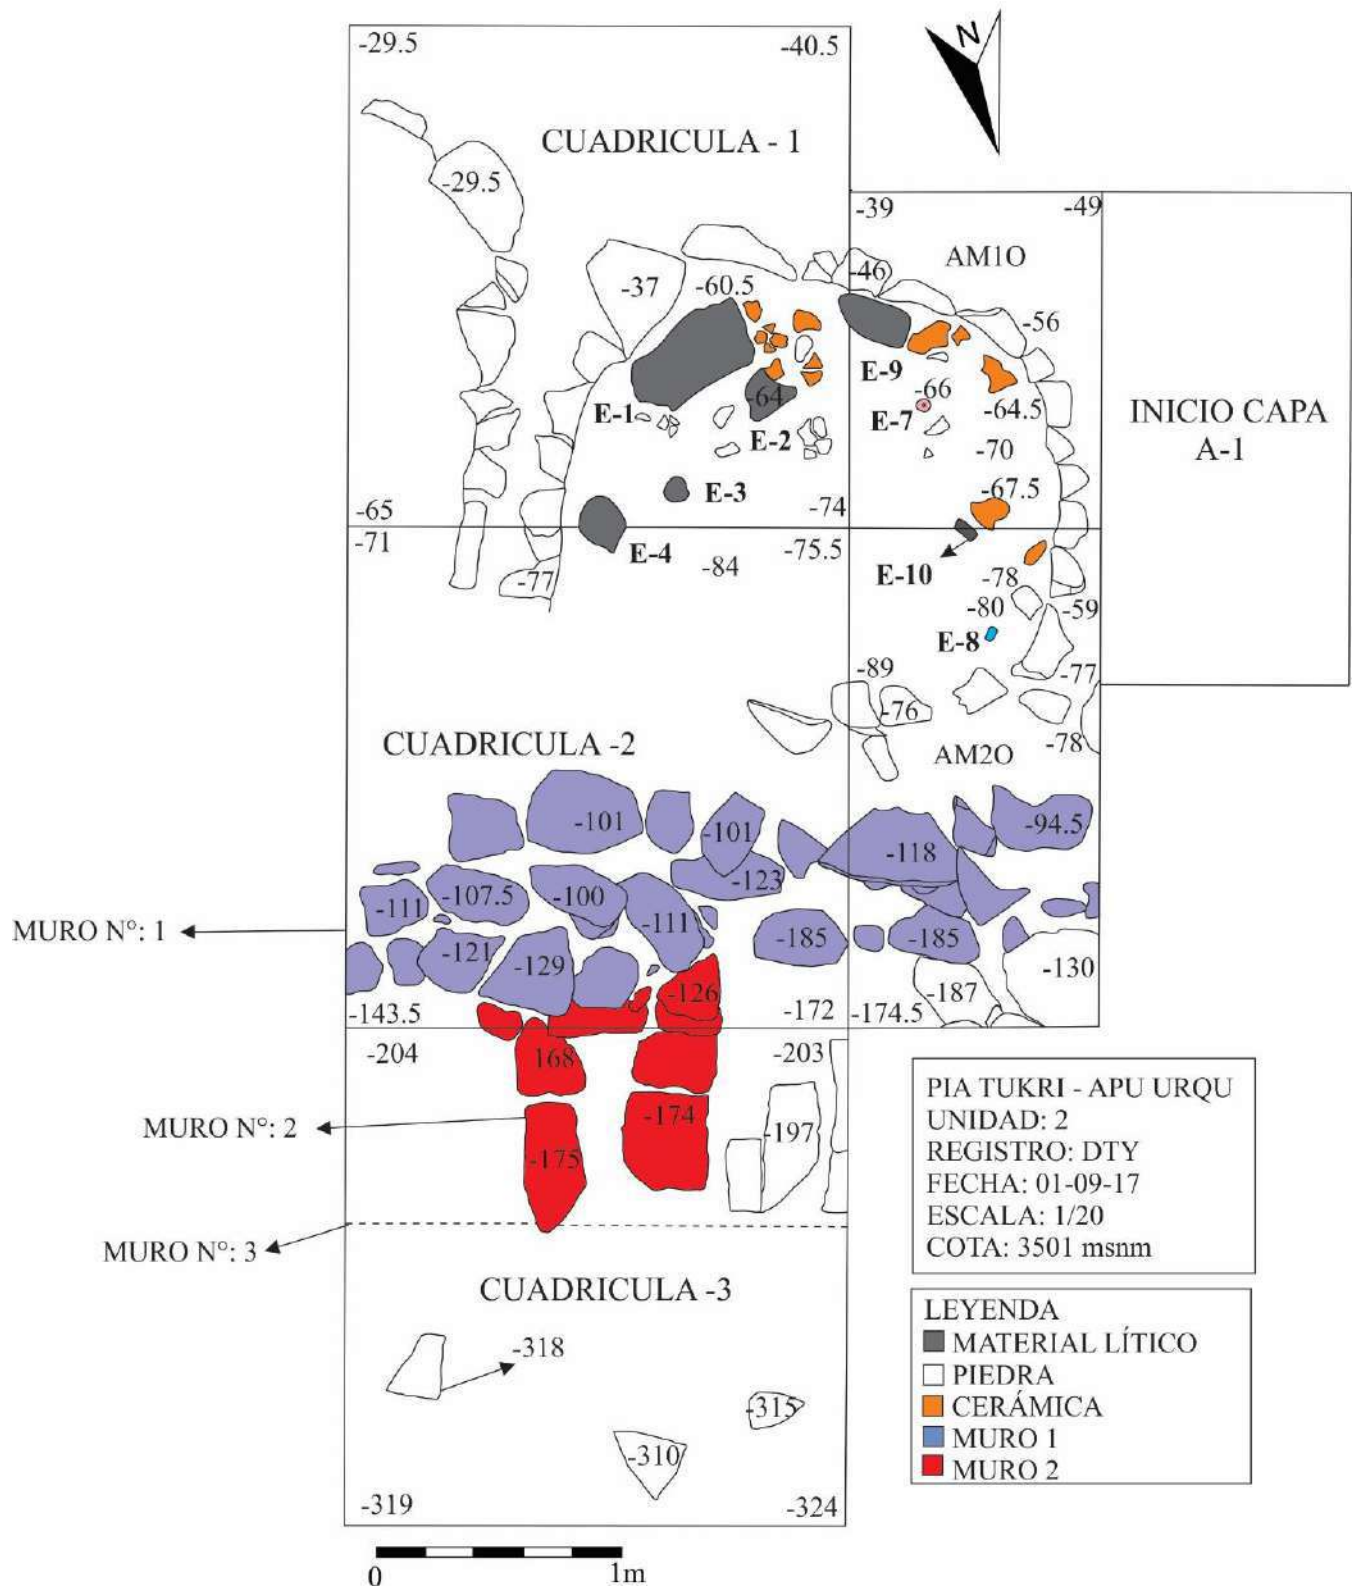 -29.5
-40.5
N
CUADRICULA - 1
-29.5
-39
-49
AM1O
-46
-37
-60.5
-56
E-9
-66
-64
-64.5
E-1
E-7
E-2
INICIO CAPA
A-1
-70
-67.5
E-3
-65
-74
-71
E-4
-75.5
-84
E-10
-77
-78
-80
-59
E-8
-89
-77
-76
CUADRICULA -2
-78
AM2O
-101
-101
-94.5
-118
-123
-107.5
-100
-111
-111
MURO N°: 1
-185
-185
-121
-129
-130
-126
-187
-143.5
-172
-174.5
-204
168
-203
-174
MURO N°: 2
-197
-175
MURO N°: 3
PIA TUKRI - APU URQU
UNIDAD: 2
REGISTRO: DTY
FECHA: 01-09-17
ESCALA: 1/20
COTA: 3501 msnm
CUADRICULA -3
LEYENDA
MATERIAL LÍTICO
PIEDRA
CERÁMICA
MURO 1
MURO 2
-318
-315
-310
-319
-324
0
1m